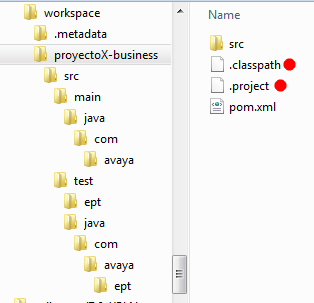 workspace
.metadata
proyectoX-business
src
main
java
com
avaya
test
ept
java
com
avaya
ept
Name
src
.classpath
.project
pom.xml